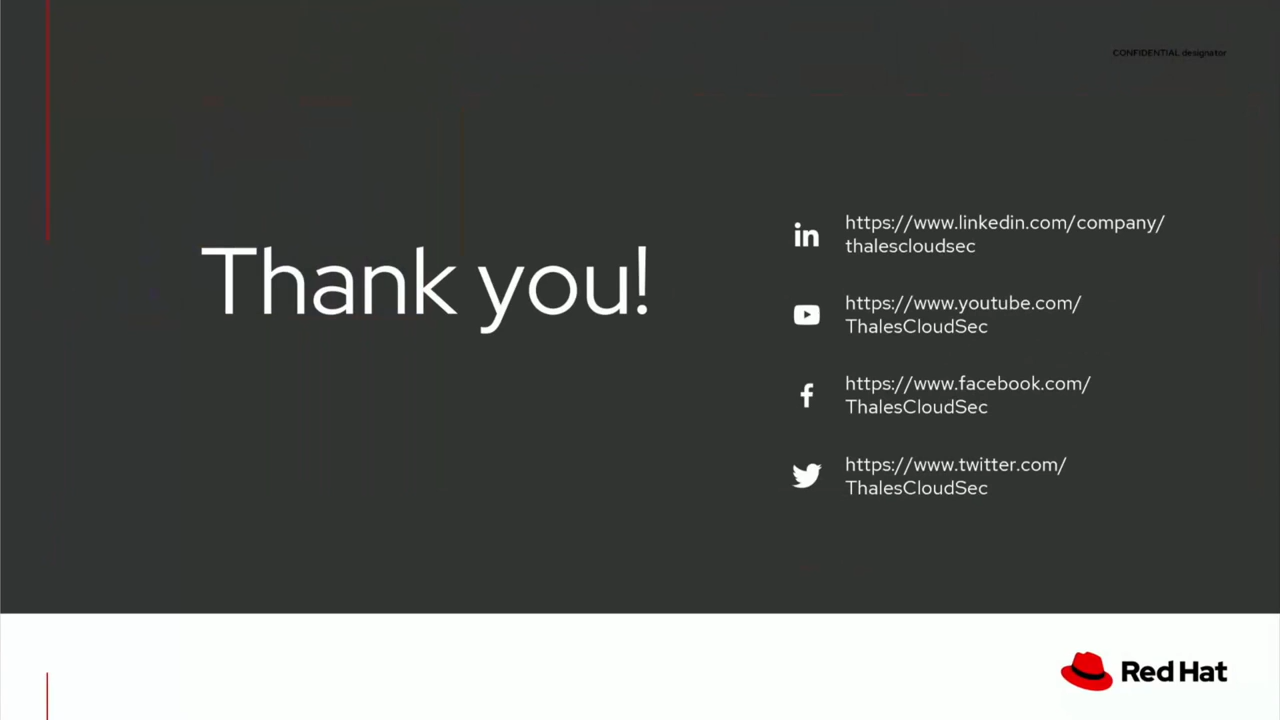 CONFIDENTIAL designator
Thank you!
https://www.linkedin.com/company/
thalescloudsec
https://www.youtube.com/
ThalesCloudSec
https://www.facebook.com/
ThalesCloudSec
https://www.twitter.com/
ThalesCloudSec
Red Hat